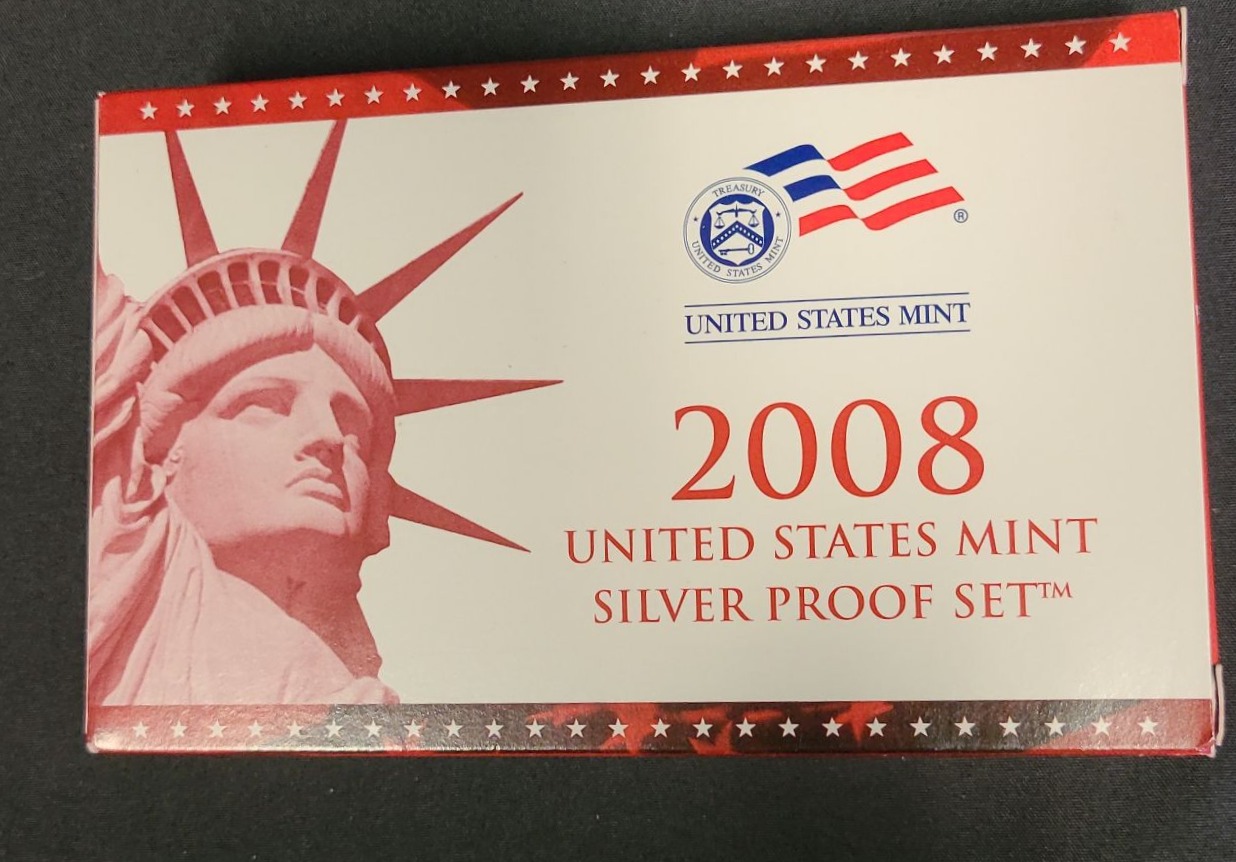 TREASURY
UNITED STATES MINT
®
UNITED STATES MINT
2008
UNITED STATES MINT
SILVER PROOF SET™